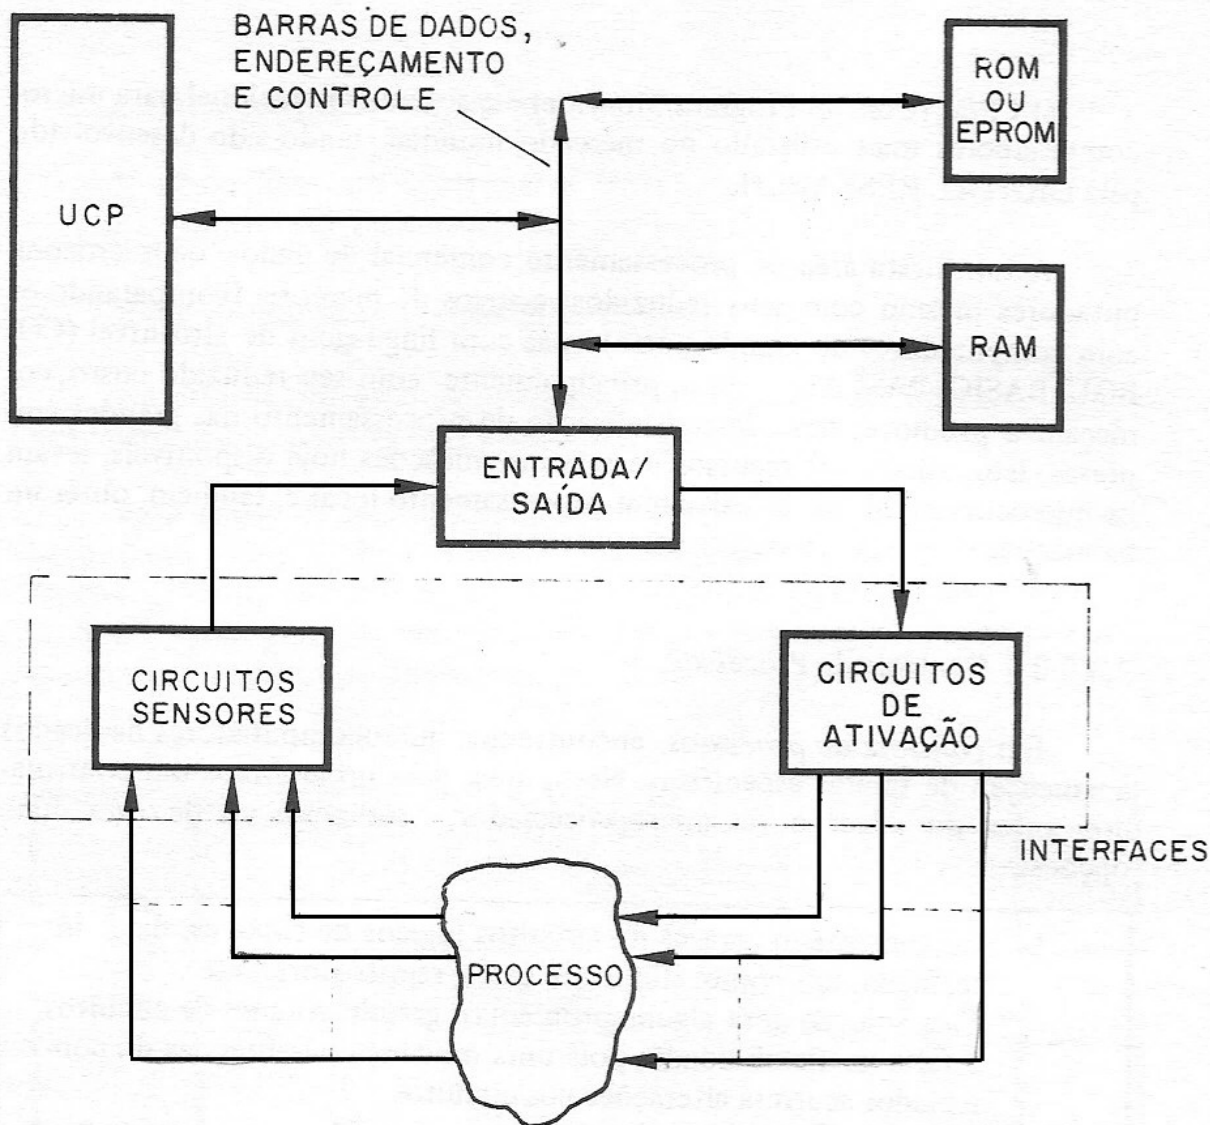 BARRAS DE DADOS,
ENDEREÇAMENTO
E CONTROLE
ROM
OU
EPROM
UCP
RAM
ENTRADA/
SAÍDA
CIRCUITOS
SENSORES
CIRCUITOS
DE
ATIVAÇÃO
INTERFACES
PROCESSO